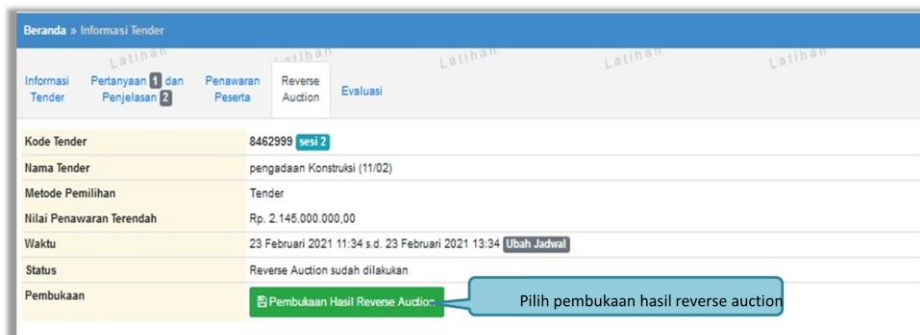 Beranda » Informasi Tender
Latihan Latihan Latihan Latihan Latihan
Informasi Tender
Pertanyaan 1 dan Penjelasan 2
Penawaran Peserta
Reverse Auction
Evaluasi
Kode Tender 8462999 sesi 2
Nama Tender pengadaan Konstruksi (11/02)
Metode Pemilihan Tender
Nilai Penawaran Terendah Rp. 2.145.000.000,00
Waktu 23 Februari 2021 11:34 s.d. 23 Februari 2021 13:34 Ubah Jadwal
Status Reverse Auction sudah dilakukan
Pembukaan Pembukaan Hasil Reverse Auction Pilih pembukaan hasil reverse auction